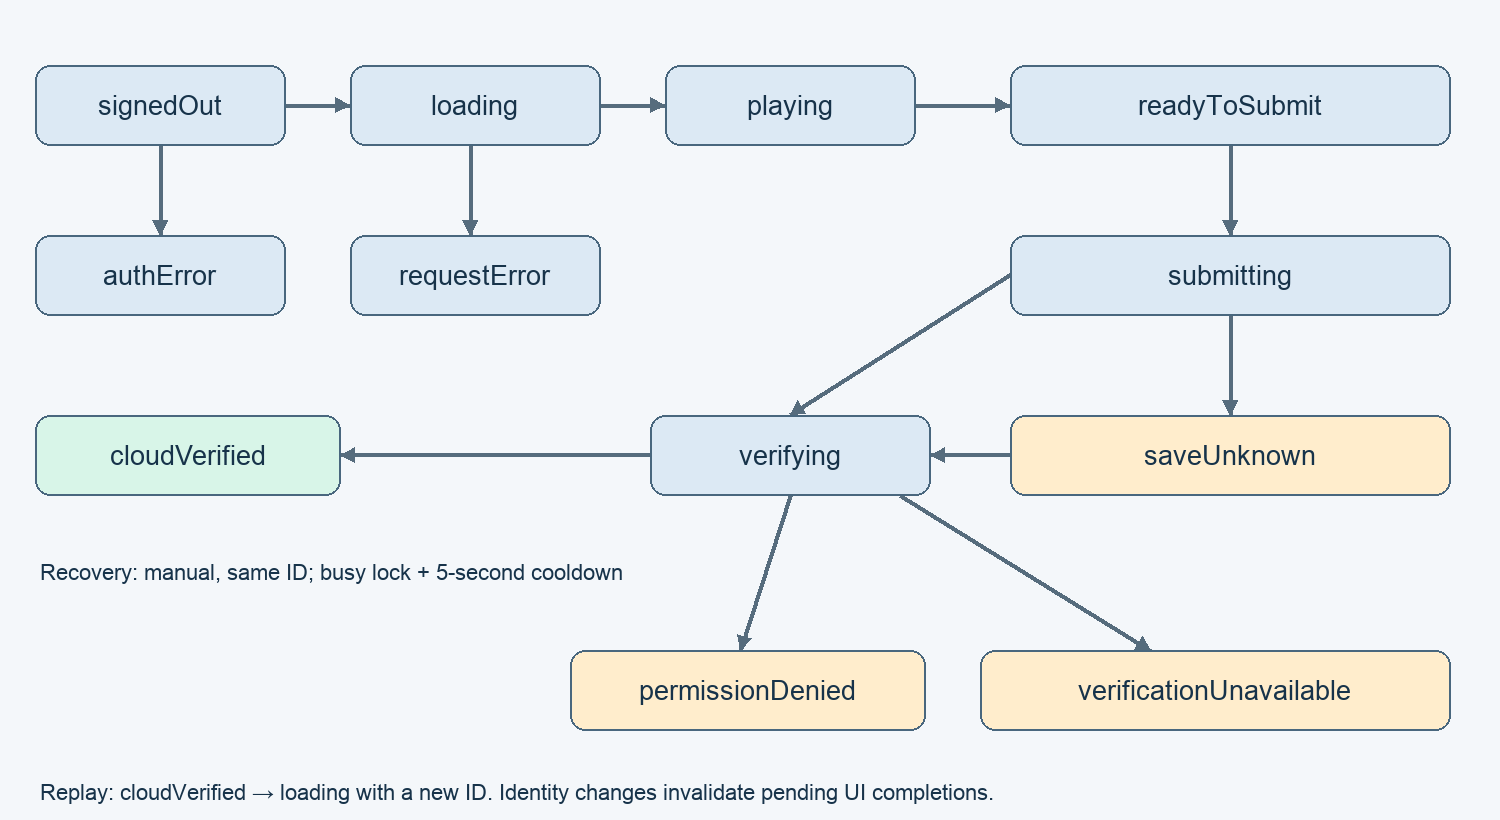 signedOut
loading
playing
readyToSubmit
authError
requestError
submitting
cloudVerified
verifying
saveUnknown
Recovery: manual, same ID; busy lock + 5-second cooldown
permissionDenied
verificationUnavailable
Replay: cloudVerified → loading with a new ID. Identity changes invalidate pending UI completions.